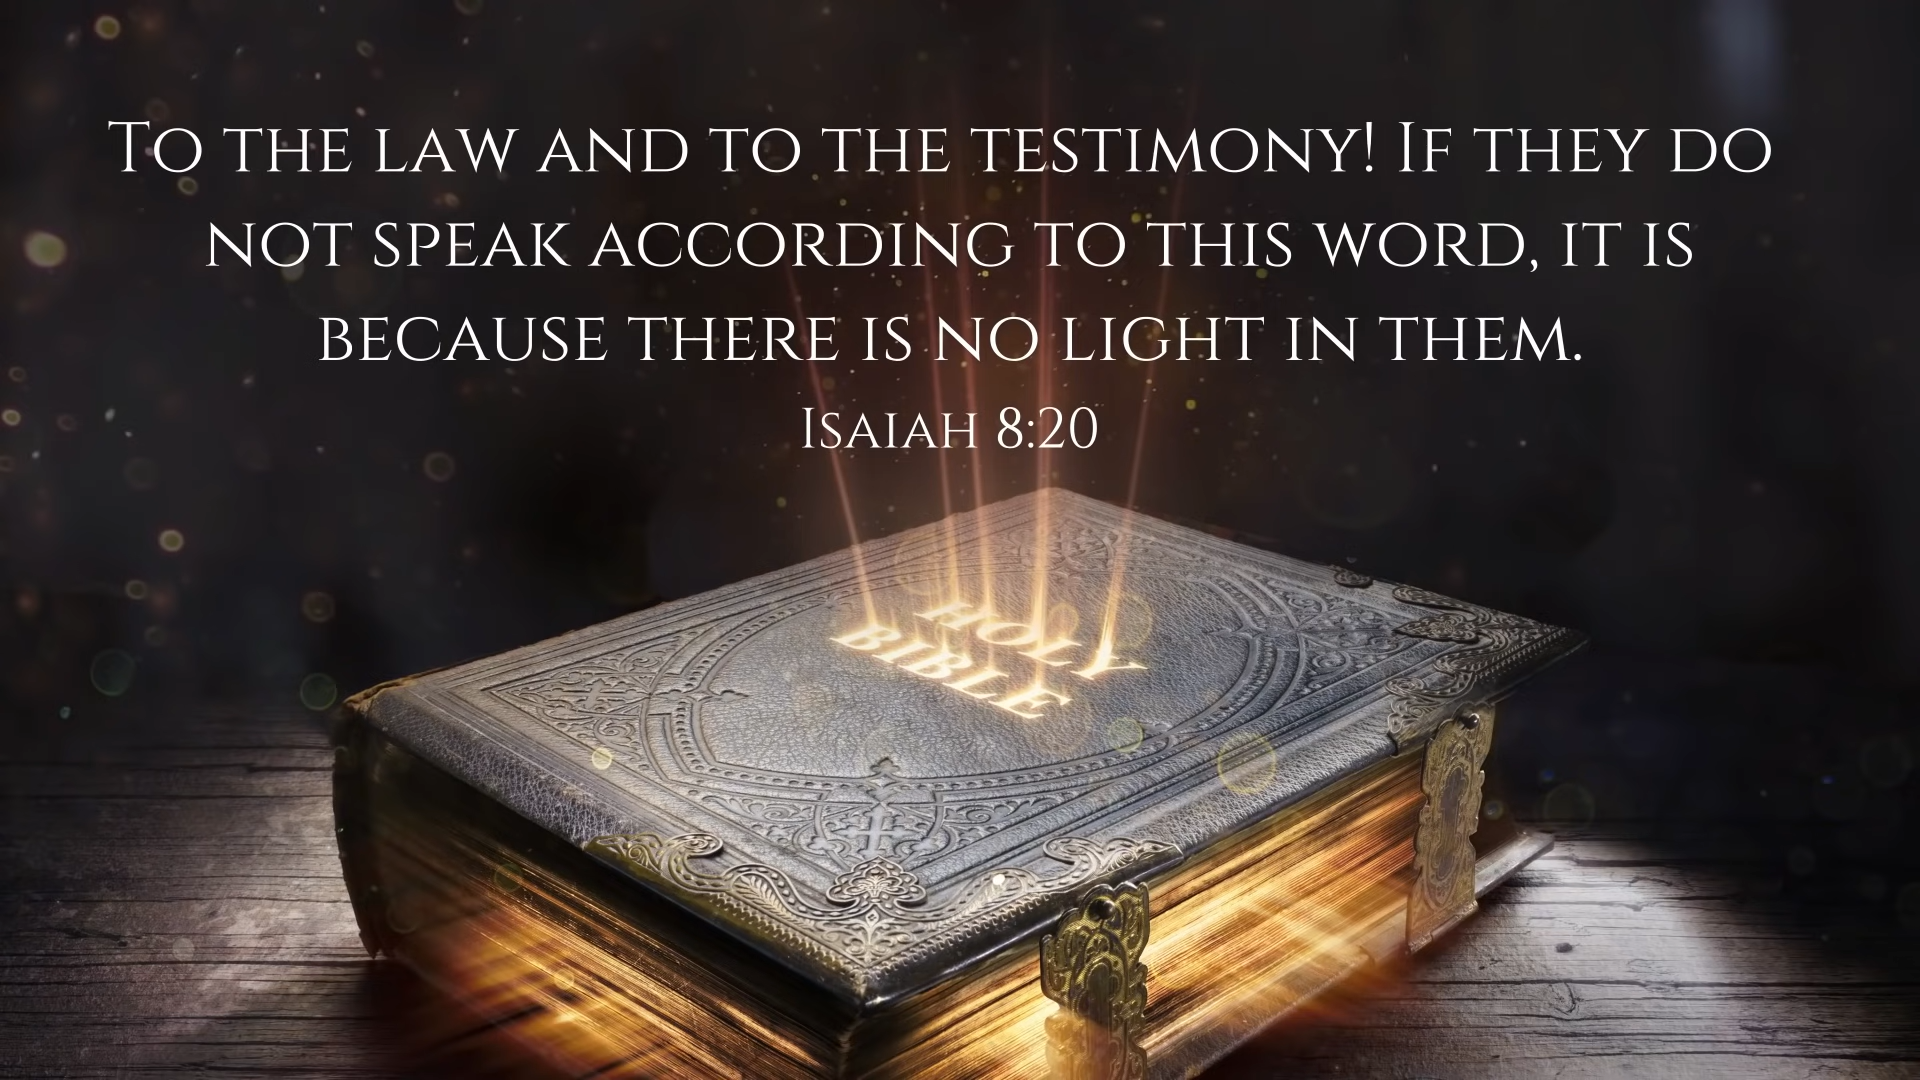 To the law and to the testimony! If they do
not speak according to this word, it is
because there is no light in them.
Isaiah 8:20
HOLY
BIBLE